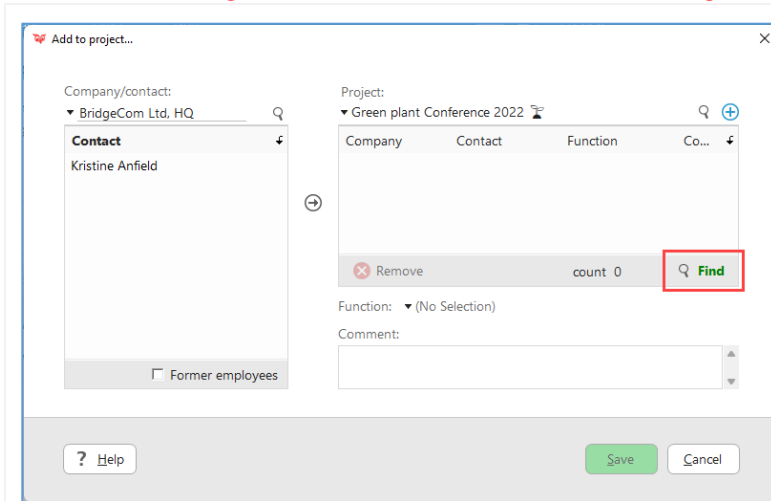 Add to project...
Company/contact:
BridgeCom Ltd, HQ
Contact
Kristine Anfield
Former employees
Project:
Green plant Conference 2022
Company Contact Function Co...
Remove count 0 Find
Function: (No Selection)
Comment:
? Help
Save Cancel